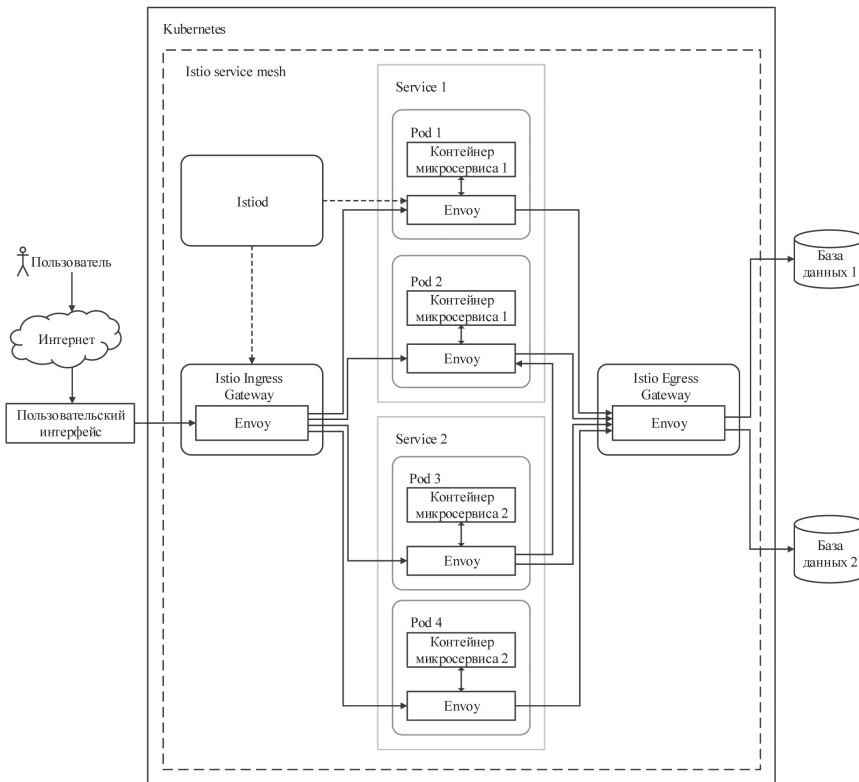 Kubernetes
Istio service mesh
Service 1
Pod 1
Контейнер
микросервиса 1
Envoy
Istiod
Pod 2
Контейнер
микросервиса 1
Envoy
Пользователь
Интернет
Пользовательский
интерфейс
Istio Ingress
Gateway
Envoy
Service 2
Pod 3
Контейнер
микросервиса 2
Envoy
Pod 4
Контейнер
микросервиса 2
Envoy
Istio Egress
Gateway
Envoy
База
данных 1
База
данных 2